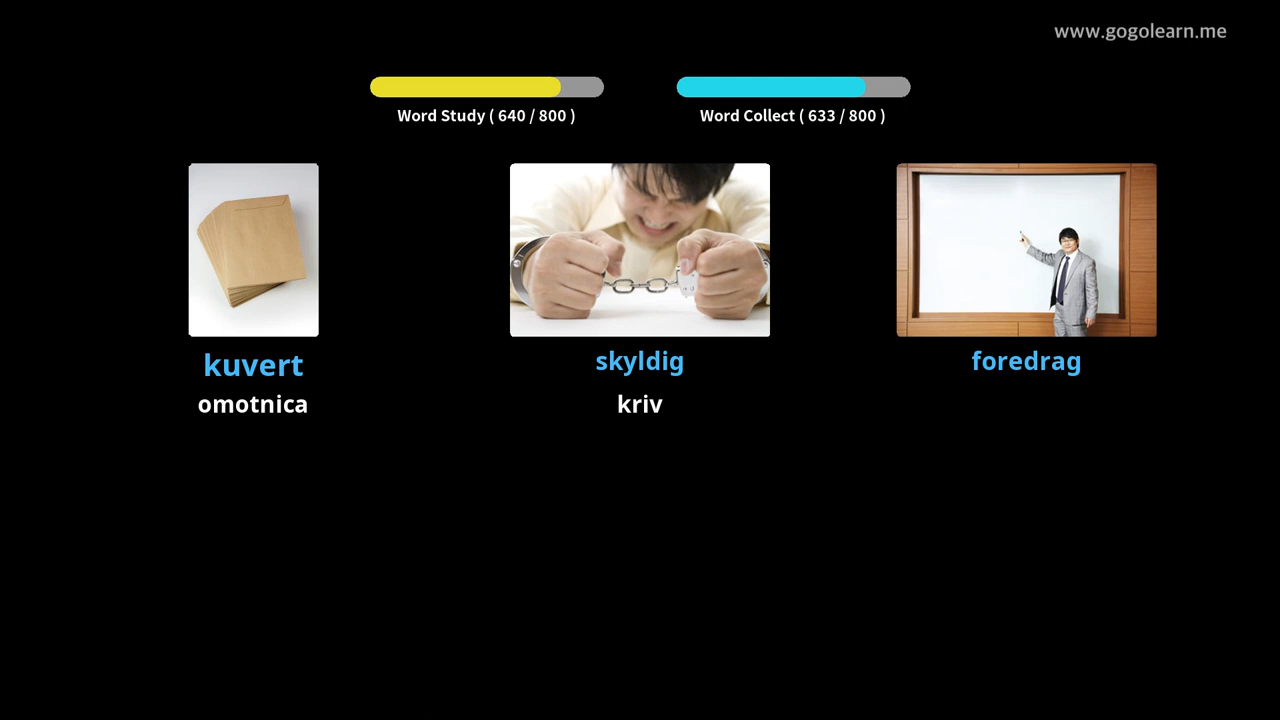 www.gogolearn.me
Word Study ( 640 / 800 )
Word Collect ( 633 / 800 )
kuvert
omotnica
skyldig
kriv
foredrag